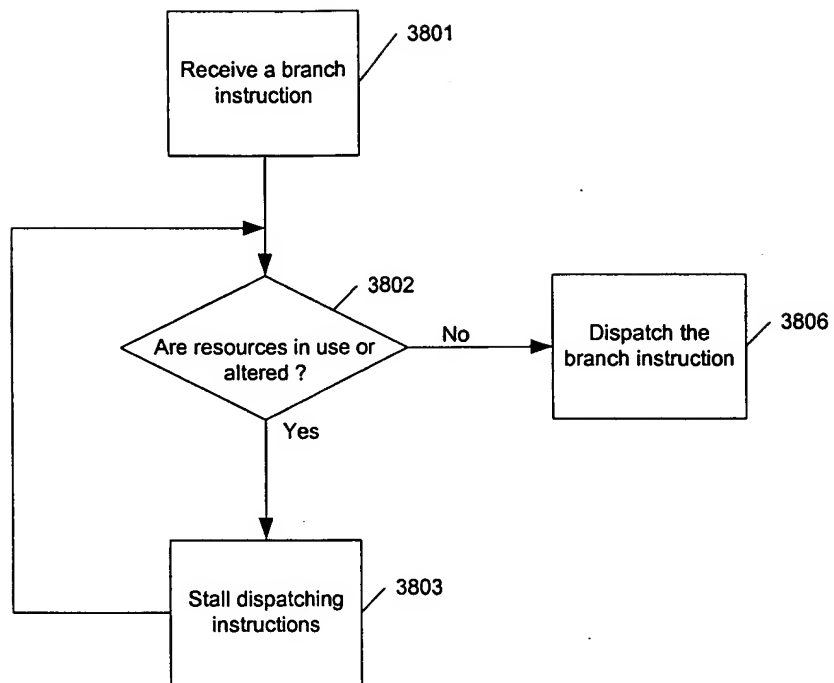 3801
Receive a branch
instruction
3802
Are resources in use or
altered ?
No
Dispatch the
branch instruction
3806
Yes
Stall dispatching
instructions
3803